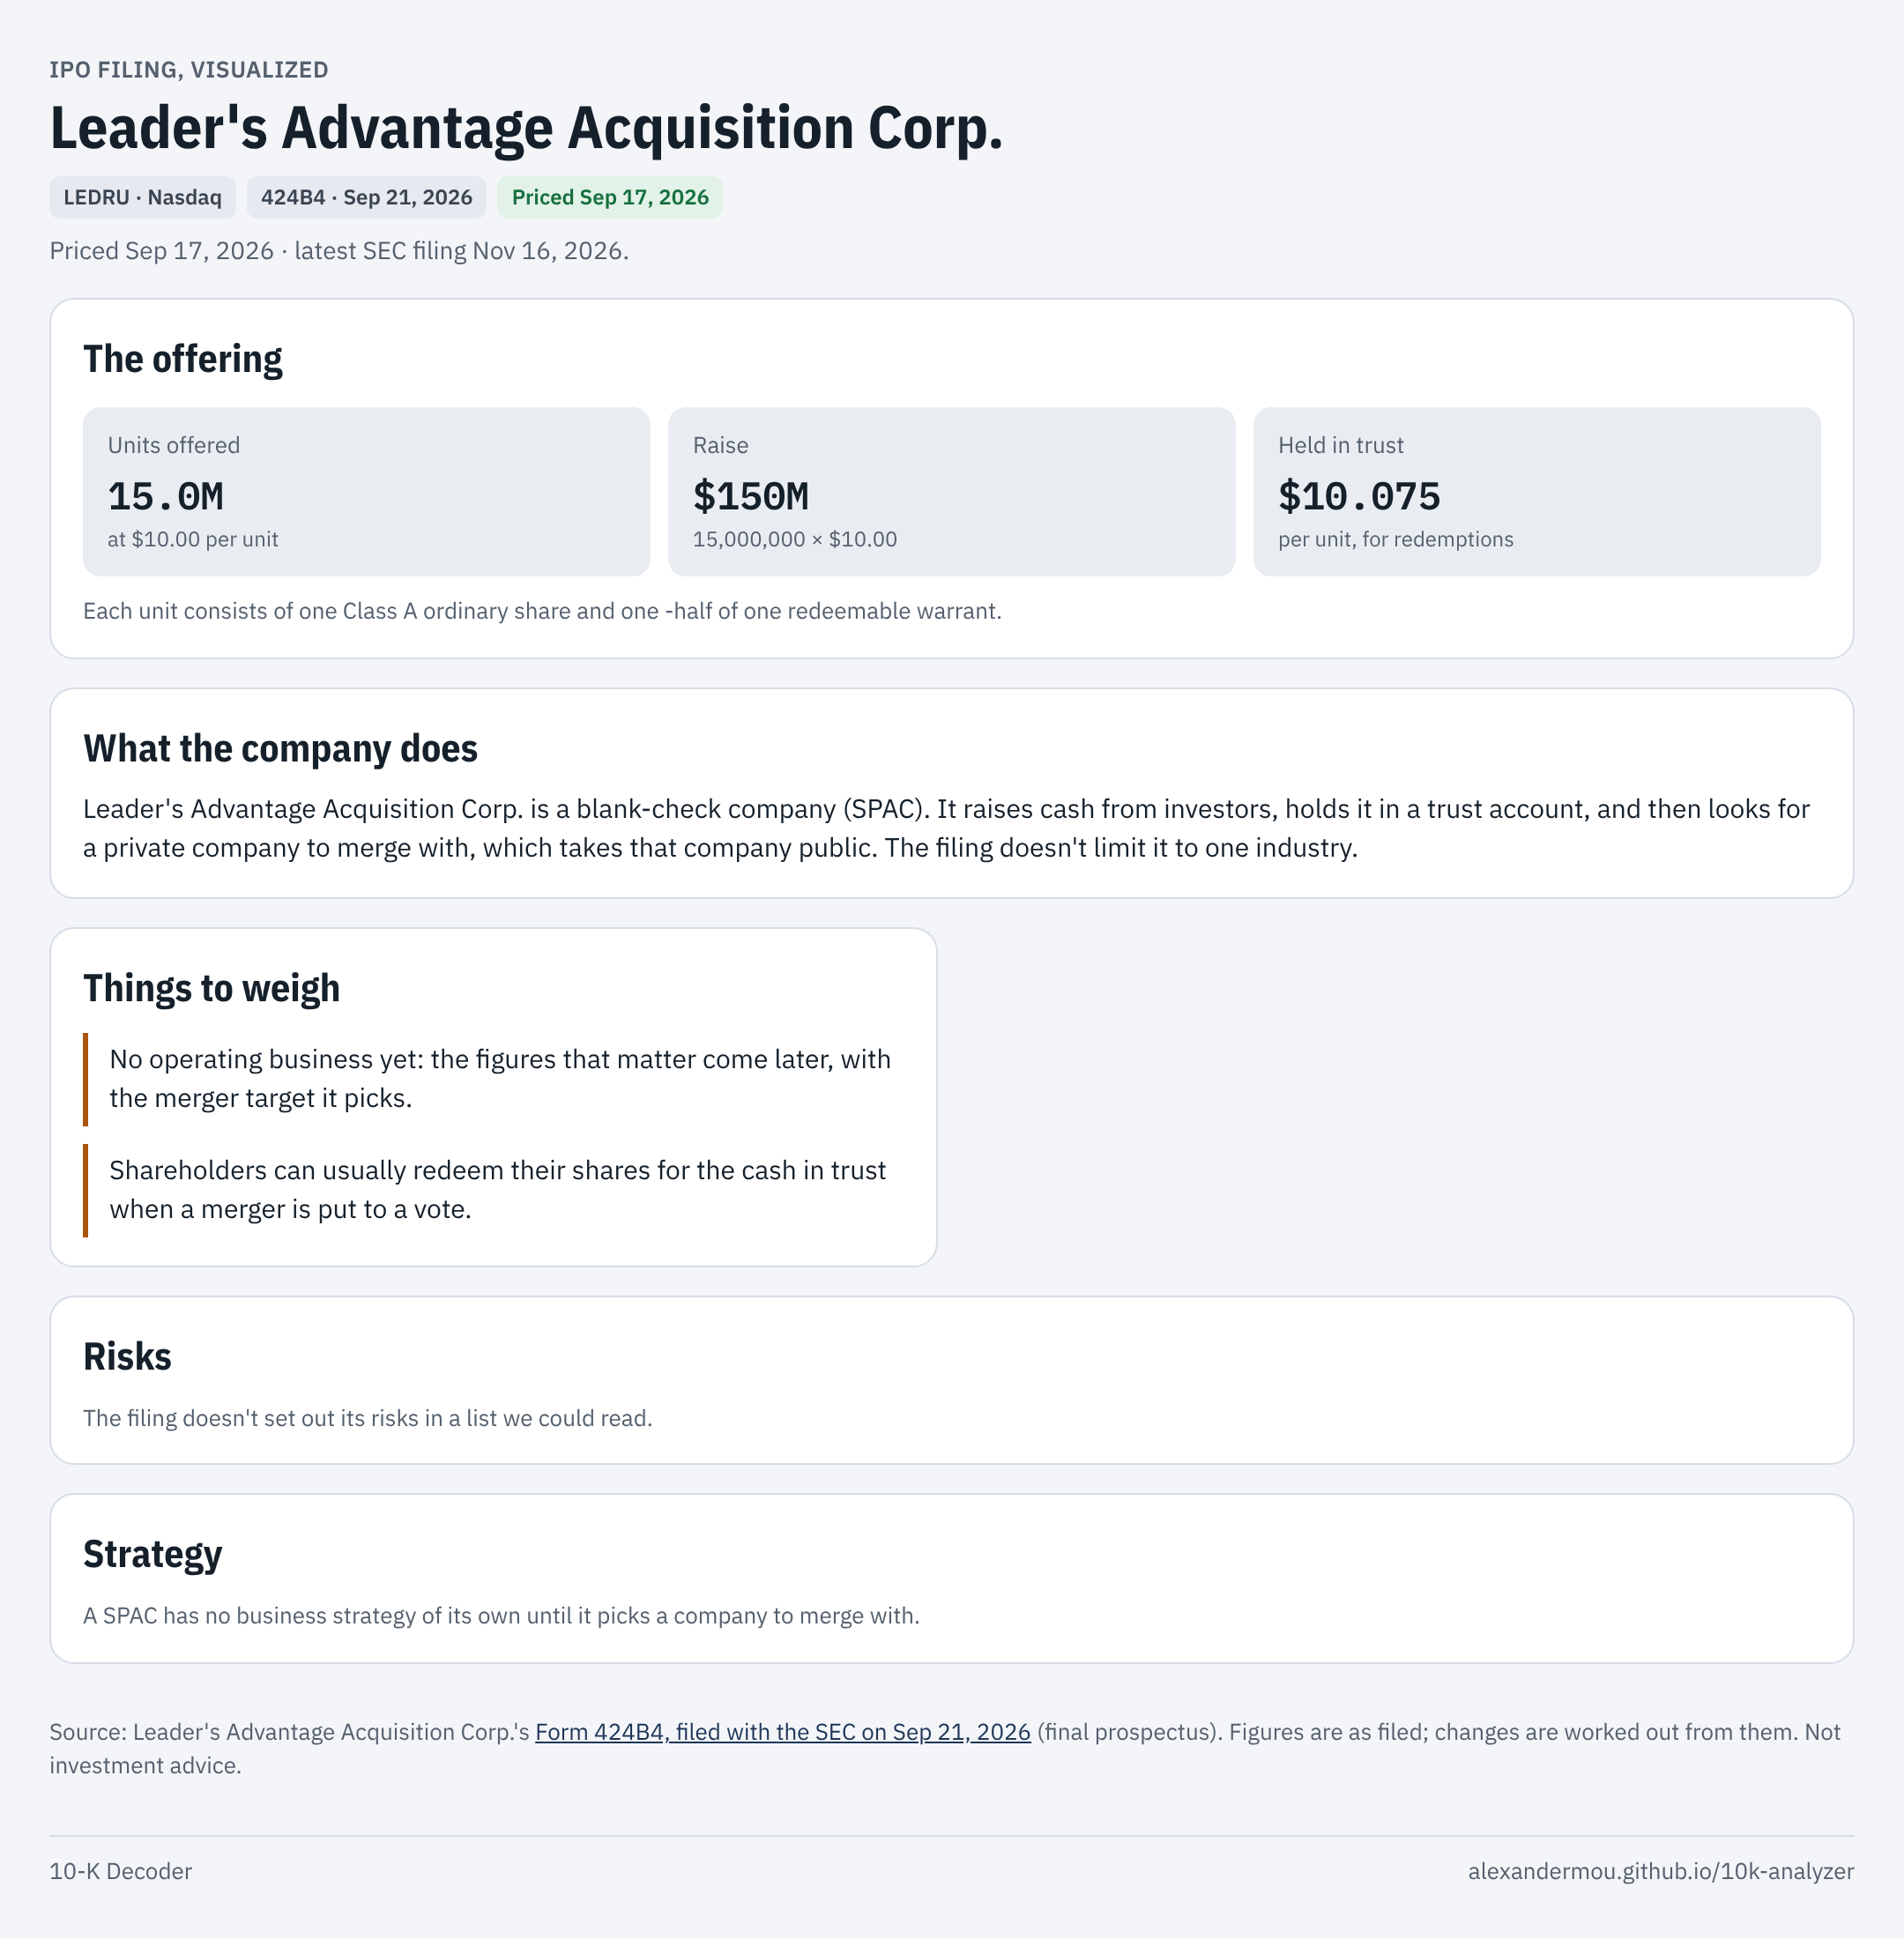 IPO FILING, VISUALIZED
Leader's Advantage Acquisition Corp.
LEDRU · Nasdaq 424B4 · Sep 21, 2026 Priced Sep 17, 2026
Priced Sep 17, 2026 · latest SEC filing Nov 16, 2026.
The offering
Units offered
15.0M
at $10.00 per unit
Raise
$150M
15,000,000 × $10.00
Held in trust
$10.075
per unit, for redemptions
Each unit consists of one Class A ordinary share and one -half of one redeemable warrant.
What the company does
Leader's Advantage Acquisition Corp. is a blank-check company (SPAC). It raises cash from investors, holds it in a trust account, and then looks for
a private company to merge with, which takes that company public. The filing doesn't limit it to one industry.
Things to weigh
No operating business yet: the figures that matter come later, with
the merger target it picks.
Shareholders can usually redeem their shares for the cash in trust
when a merger is put to a vote.
Risks
The filing doesn't set out its risks in a list we could read.
Strategy
A SPAC has no business strategy of its own until it picks a company to merge with.
Source: Leader's Advantage Acquisition Corp.'s Form 424B4, filed with the SEC on Sep 21, 2026 (final prospectus). Figures are as filed; changes are worked out from them. Not
investment advice.
10-K Decoder
alexandermou.github.io/10k-analyzer